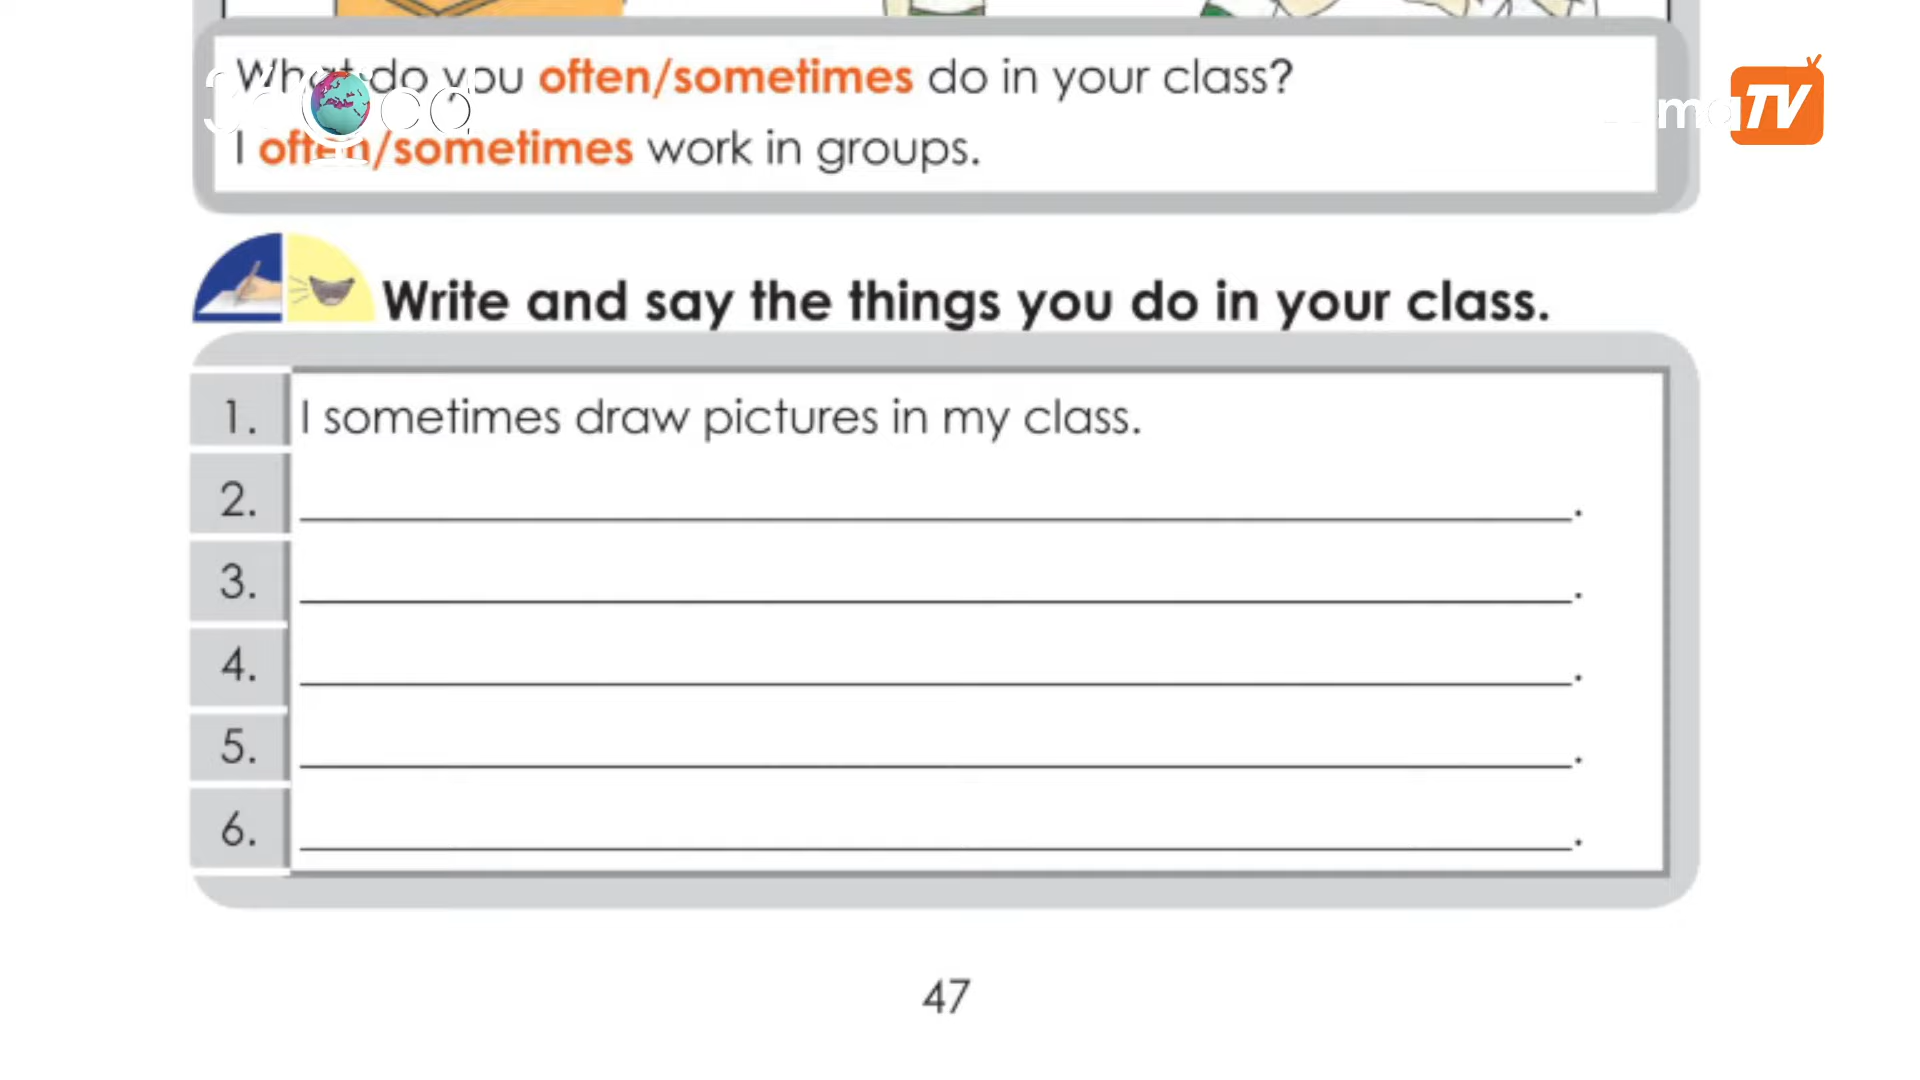 What do you often/sometimes do in your class?
I often/sometimes work in groups.
Write and say the things you do in your class.
1. I sometimes draw pictures in my class.
2. .
3. .
4. .
5. .
6. .
47
TV